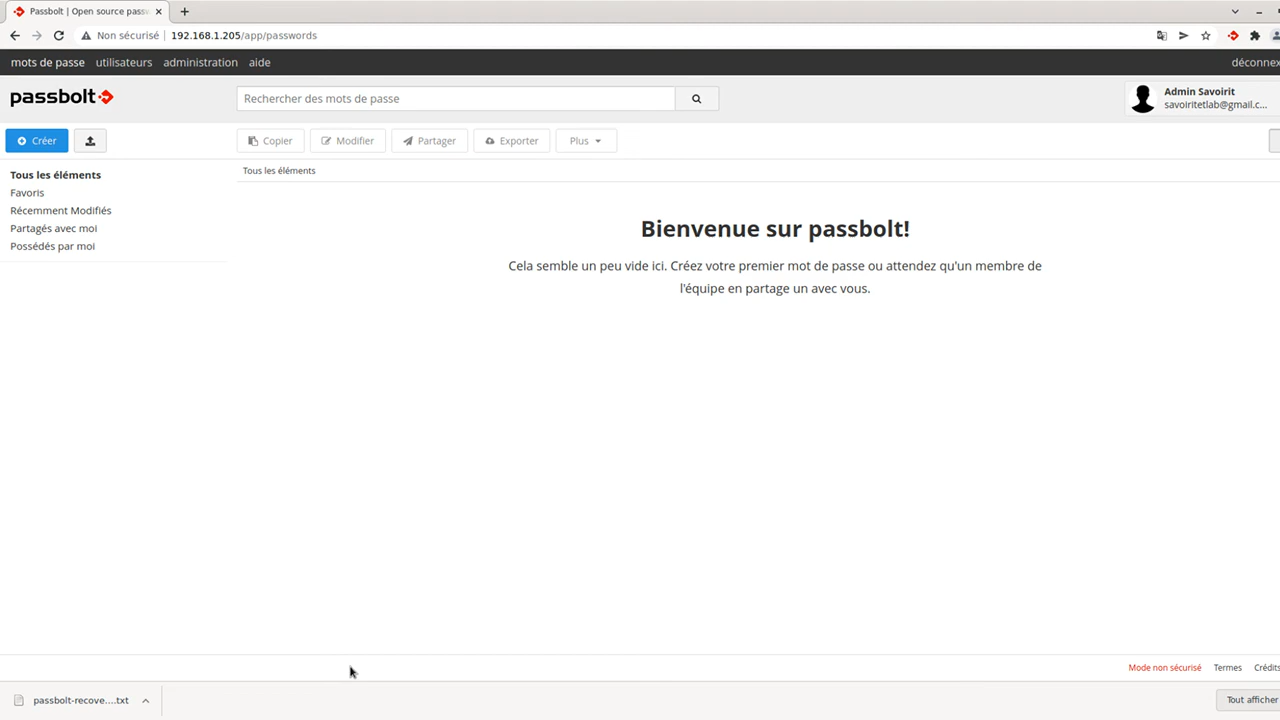 Passbolt | Open source passw
Non sécurisé 192.168.1.205/app/passwords
mots de passe utilisateurs administration aide déconnex
passbolt
Rechercher des mots de passe
Admin Savoirit
savoiritetlab@gmail.c...
Créer
Copier Modifier Partager Exporter Plus
Tous les éléments
Favoris
Récemment Modifiés
Partagés avec moi
Possédés par moi
Tous les éléments
Bienvenue sur passbolt!
Cela semble un peu vide ici. Créez votre premier mot de passe ou attendez qu'un membre de
l'équipe en partage un avec vous.
Mode non sécurisé Termes Crédits
passbolt-recove....txt
Tout afficher